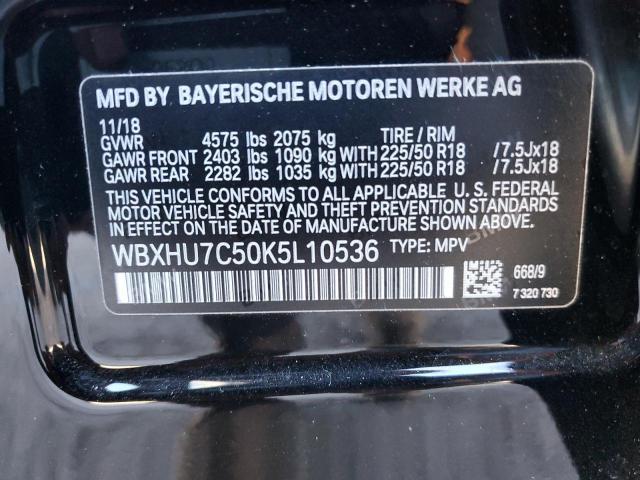 MFD BY BAYERISCHE MOTOREN WERKE AG
11/18
GVWR 4575 lbs 2075 kg TIRE / RIM
GAWR FRONT 2403 lbs 1090 kg WITH 225/50 R18 /7.5Jx18
GAWR REAR 2282 lbs 1035 kg WITH 225/50 R18 /7.5Jx18
THIS VEHICLE CONFORMS TO ALL APPLICABLE U. S. FEDERAL
MOTOR VEHICLE SAFETY AND THEFT PREVENTION STANDARDS
IN EFFECT ON THE DATE OF MANUFACTURE SHOWN ABOVE.
WBXHU7C50K5L10536 TYPE: MPV
668/9
7 320 730